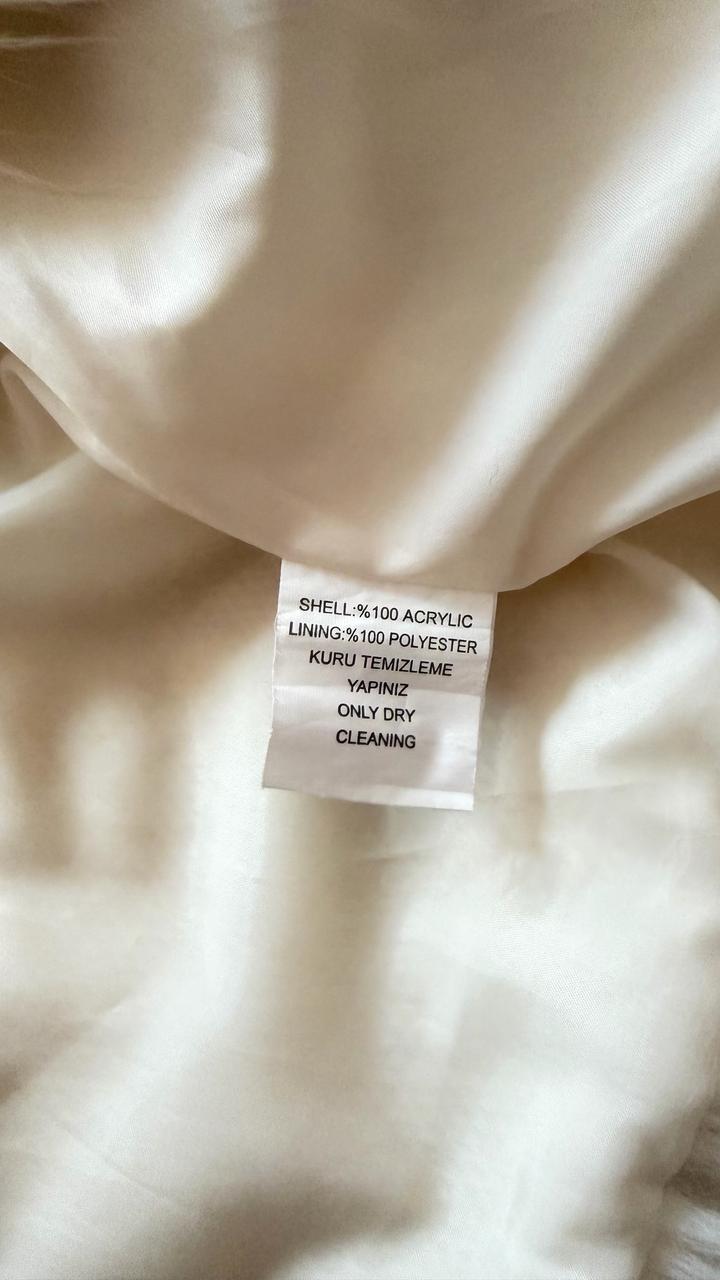 SHELL:%100 ACRYLIC
LINING:%100 POLYESTER
KURU TEMIZLEME
YAPINIZ
ONLY DRY
CLEANING